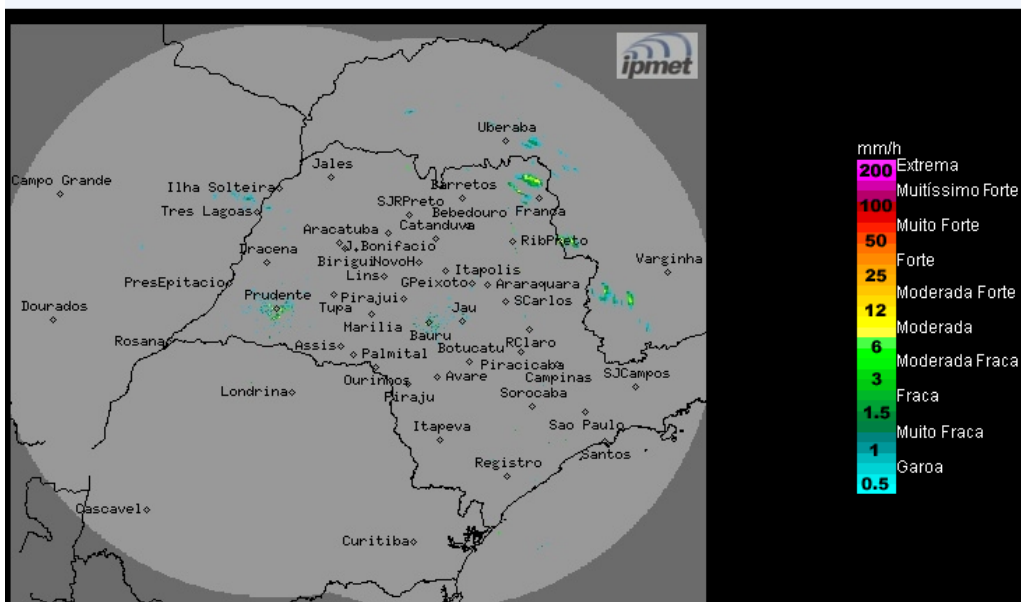 ipmet
Uberaba
Jales
Campo Grande
Ilha Solteira
Barretos
SJRPreto
Tres Lagoas
Bebedouro
Franca
Catanduva
Aracatuba
RibPreto
Dracena
J.Bonifacio
Birigui
NovoH
Varginha
Lins
Itapolis
PresEpitacio
GPeixoto
Araraquara
Prudente
Pirajui
SCarlos
Dourados
Tupa
Jau
Marilia
Bauru
Rosana
Assis
Botucatu
RClaro
Palmital
Piracicaba
Ourinhos
Avare
Campinas
SJCampos
Londrina
Piraju
Sorocaba
Itapeva
Sao Paulo
Santos
Registro
Cascavel
Curitiba
mm/h
200
Extrema
Muitíssimo Forte
100
Muito Forte
50
Forte
25
Moderada Forte
12
Moderada
6
Moderada Fraca
3
Fraca
1.5
Muito Fraca
1
Garoa
0.5